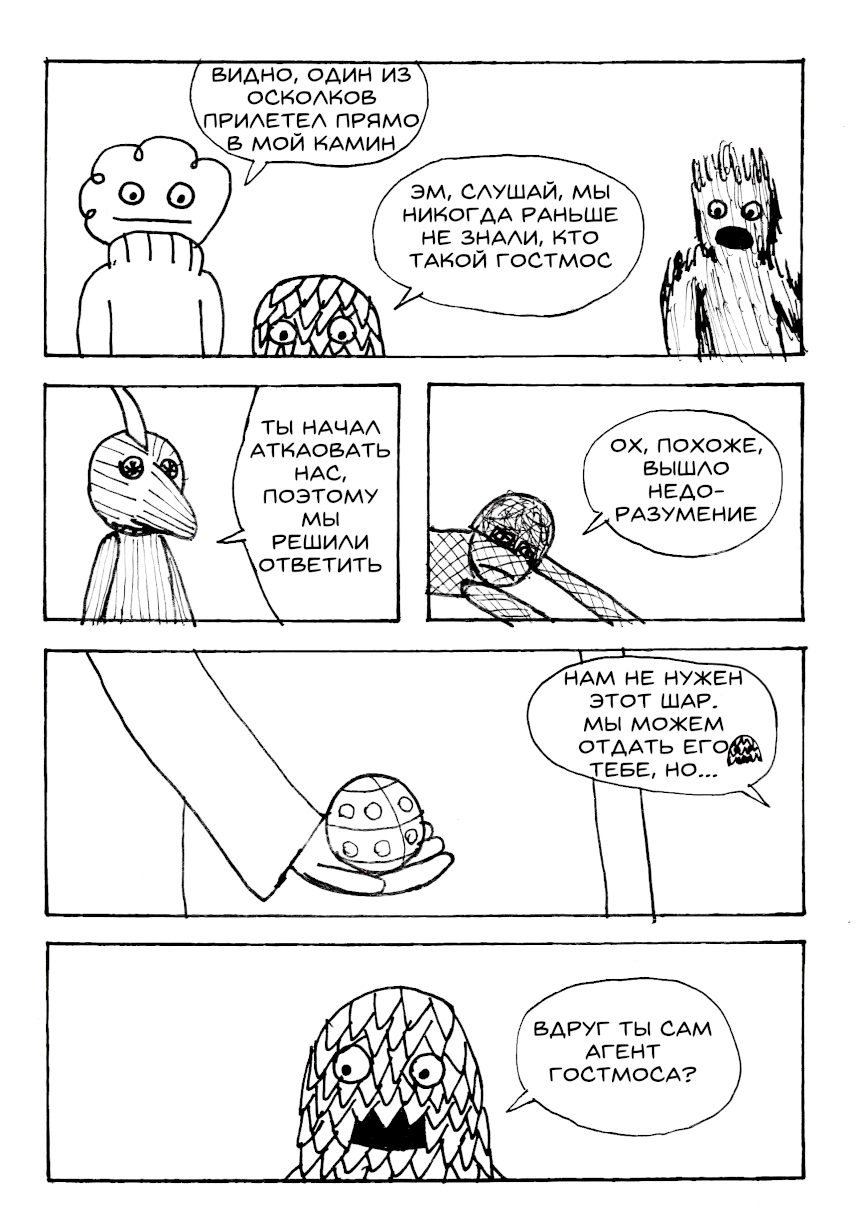 ВИДНО, ОДИН ИЗ
ОСКОЛКОВ
ПРИЛЕТЕЛ ПРЯМО
В МОЙ КАМИН
ЭМ, СЛУШАЙ, МЫ
НИКОГДА РАНЬШЕ
НЕ ЗНАЛИ, КТО
ТАКОЙ ГОСТМОС
ТЫ НАЧАЛ
АТКАОВАТЬ
НАС,
ПОЭТОМУ
МЫ
РЕШИЛИ
ОТВЕТИТЬ
ОХ, ПОХОЖЕ,
ВЫШЛО
НЕДО-
РАЗУМЕНИЕ
НАМ НЕ НУЖЕН
ЭТОТ ШАР.
МЫ МОЖЕМ
ОТДАТЬ ЕГО
ТЕБЕ, НО...
ВДРУГ ТЫ САМ
АГЕНТ
ГОСТМОСА?